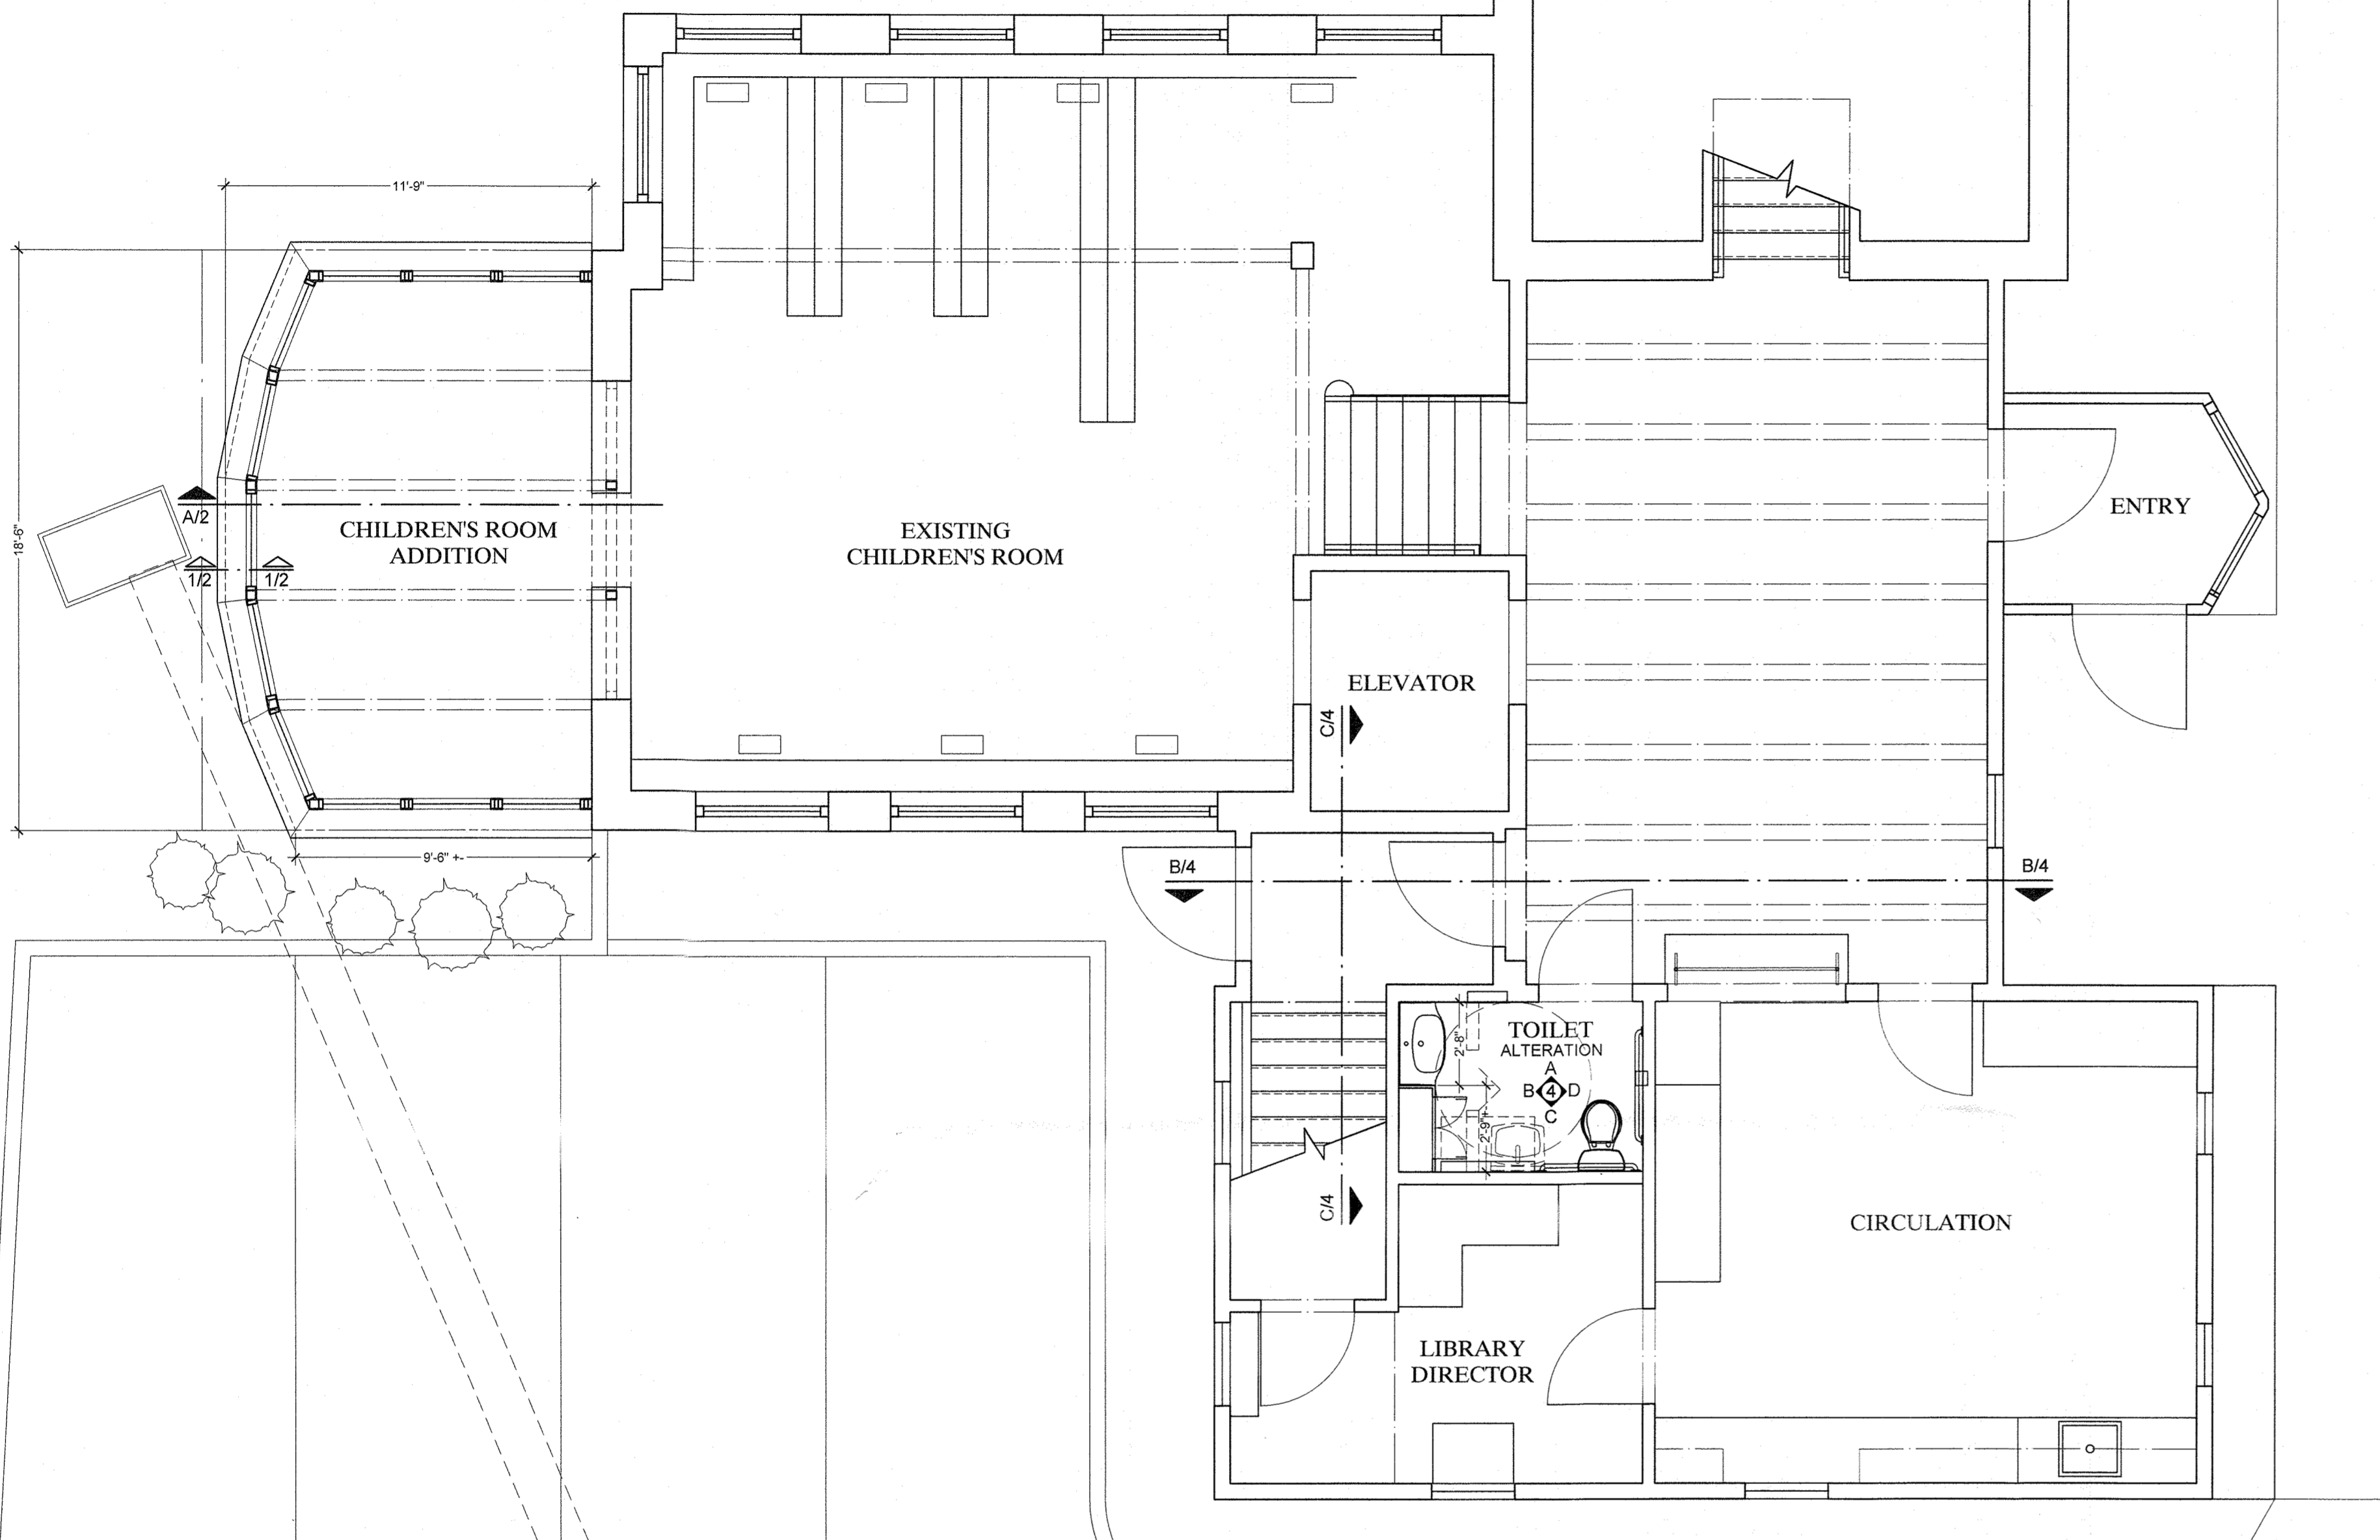 11'-9"
18'-6"
A/2
1/2
1/2
CHILDREN'S ROOM
ADDITION
EXISTING
CHILDREN'S ROOM
ENTRY
ELEVATOR
C/4
9'-6" +-
B/4
B/4
TOILET
ALTERATION
2'-8"
A
B 4 D
C
2'-9"+-
C/4
CIRCULATION
LIBRARY
DIRECTOR